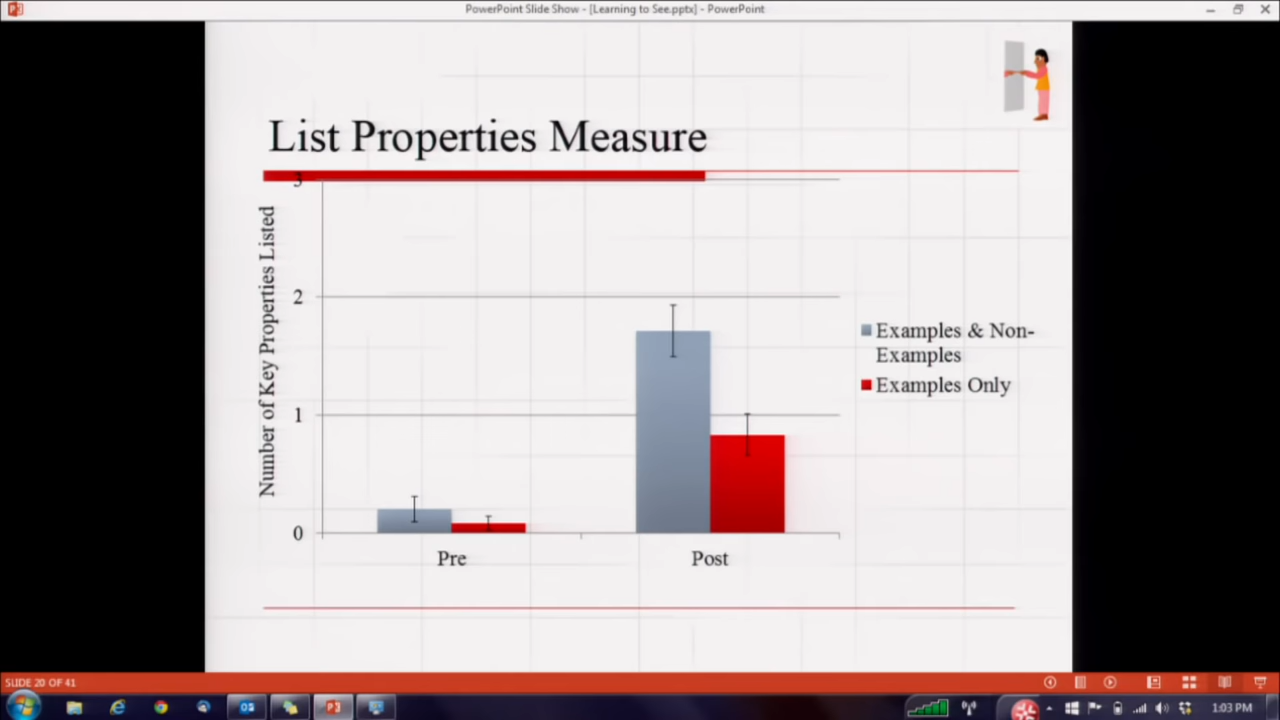 PowerPoint Slide Show - [Learning to See.pptx] - PowerPoint
List Properties Measure
Number of Key Properties Listed
3
2
1
0
Pre
Post
Examples & Non-
Examples
Examples Only
SLIDE 20 OF 41
1:03 PM